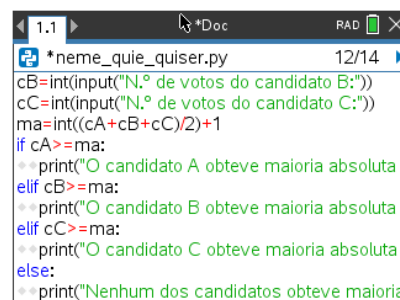 1.1 *Doc RAD
*neme_quie_quiser.py 12/14
cB=int(input("N.º de votos do candidato B:"))
cC=int(input("N.º de votos do candidato C:"))
ma=int((cA+cB+cC)/2)+1
if cA>=ma:
print("O candidato A obteve maioria absoluta
elif cB>=ma:
print("O candidato B obteve maioria absoluta
elif cC>=ma:
print("O candidato C obteve maioria absoluta
else:
print("Nenhum dos candidatos obteve maioria